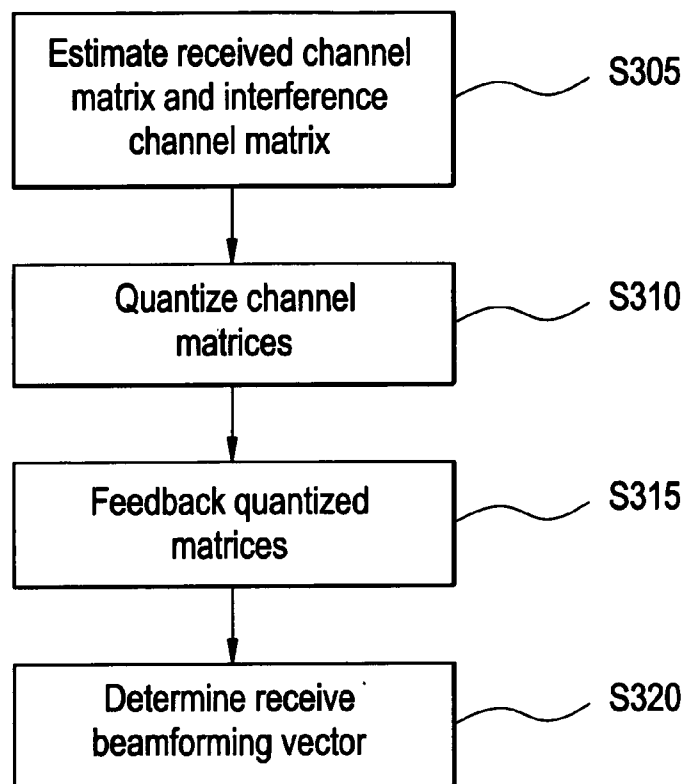 Estimate received channel
matrix and interference
channel matrix
S305
Quantize channel
matrices
S310
Feedback quantized
matrices
S315
Determine receive
beamforming vector
S320